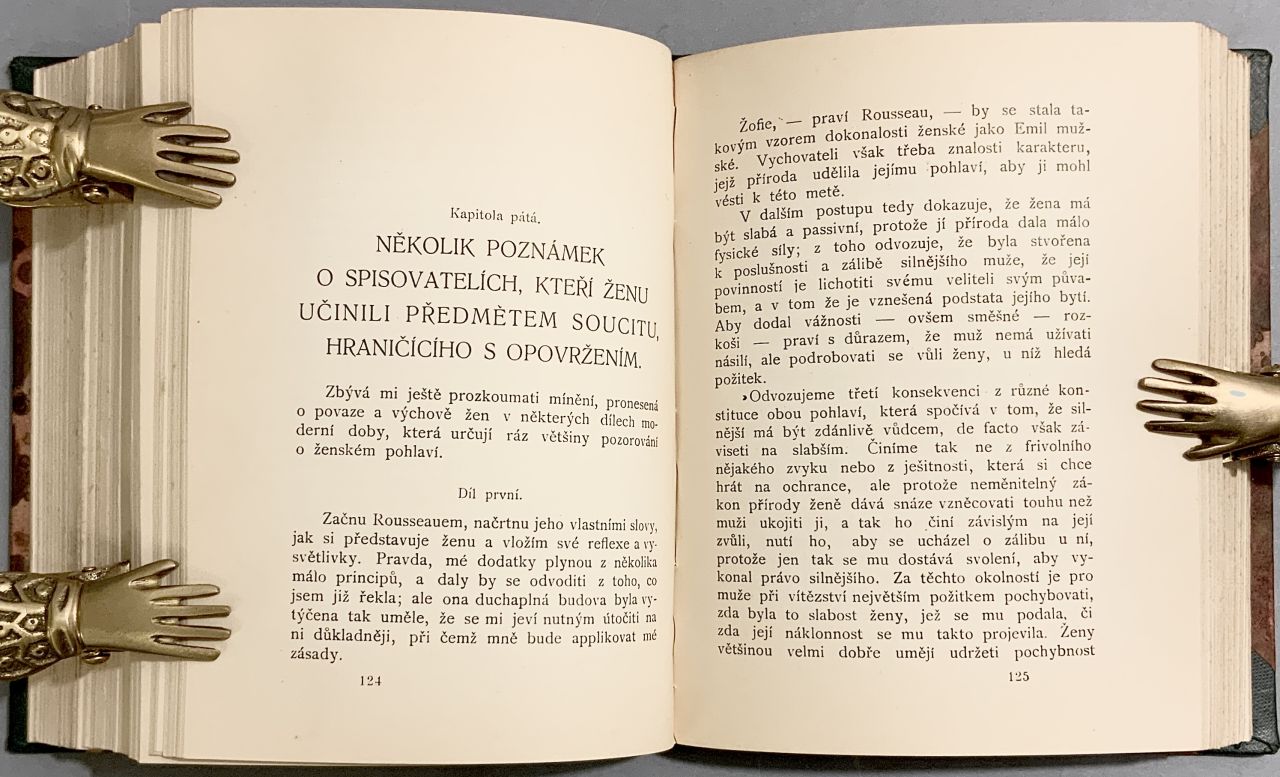 Kapitola pátá.
NĚKOLIK POZNÁMEK
O SPISOVATELÍCH, KTEŘÍ ŽENU
UČINILI PŘEDMĚTEM SOUCITU,
HRANIČÍCÍHO S OPOVRŽENÍM.
Zbývá mi ještě prozkoumati mínění, pronesená
o povaze a výchově žen v některých dílech mo-
derní doby, která určují ráz většiny pozorování
o ženském pohlaví.
Díl první.
Začnu Rousseauem, načrtnu jeho vlastními slovy,
jak si představuje ženu a vložím své reflexe a vy-
světlivky. Pravda, mé dodatky plynou z několika
málo principů, a daly by se odvoditi z toho, co
jsem již řekla; ale ona duchaplná budova byla vy-
týčena tak uměle, že se mi jeví nutným útočiti na
ni důkladněji, při čemž mně bude applikovat mé
zásady.
124
Žofie, — praví Rousseau, — by se stala ta-
kovým vzorem dokonalosti ženské jako Emil muž-
ské. Vychovateli však třeba znalosti karakteru,
jejž příroda udělila jejímu pohlaví, aby ji mohl
vésti k této metě.
V dalším postupu tedy dokazuje, že žena má
být slabá a passivní, protože jí příroda dala málo
fysické síly; z toho odvozuje, že byla stvořena
k poslušnosti a zálibě silnějšího muže, že její
povinností je lichotiti svému veliteli svým půva-
bem, a v tom že je vznešená podstata jejího bytí.
Aby dodal vážnosti — ovšem směšné — roz-
koši — praví s důrazem, že muž nemá užívati
násilí, ale podrobovati se vůli ženy, u níž hledá
požitek.
»Odvozujeme třetí konsekvenci z různé kon-
stituce obou pohlaví, která spočívá v tom, že sil-
nější má být zdánlivě vůdcem, de facto však zá-
viseti na slabším. Činíme tak ne z frivolního
nějakého zvyku nebo z ješitnosti, která si chce
hrát na ochrance, ale protože neměnitelný zá-
kon přírody ženě dává snáze vzněcovati touhu než
muži ukojiti ji, a tak ho činí závislým na její
zvůli, nutí ho, aby se ucházel o zálibu u ní,
protože jen tak se mu dostává svolení, aby vy-
konal právo silnějšího. Za těchto okolností je pro
muže při vítězství největším požitkem pochybovati,
zda byla to slabost ženy, jež se mu podala, či
zda její náklonnost se mu takto projevila. Ženy
většinou velmi dobře umějí udržeti pochybnost
125